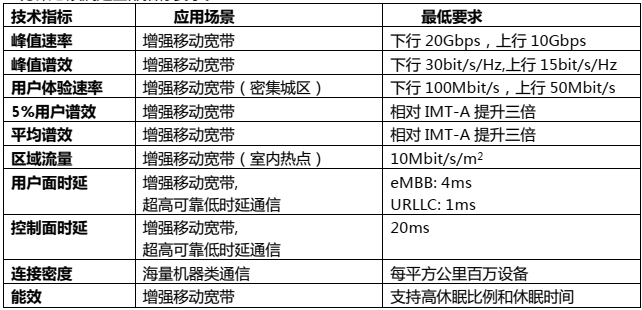 技术指标 应用场景 最低要求
峰值速率 增强移动宽带 下行 20Gbps，上行 10Gbps
峰值谱效 增强移动宽带 下行 30bit/s/Hz,上行 15bit/s/Hz
用户体验速率 增强移动宽带（密集城区） 下行 100Mbit/s，上行 50Mbit/s
5%用户谱效 增强移动宽带 相对 IMT-A 提升三倍
平均谱效 增强移动宽带 相对 IMT-A 提升三倍
区域流量 增强移动宽带（室内热点） 10Mbit/s/m²
用户面时延 增强移动宽带, eMBB: 4ms
超高可靠低时延通信 URLLC: 1ms
控制面时延 增强移动宽带, 20ms
超高可靠低时延通信
连接密度 海量机器类通信 每平方公里百万设备
能效 增强移动宽带 支持高休眠比例和休眠时间